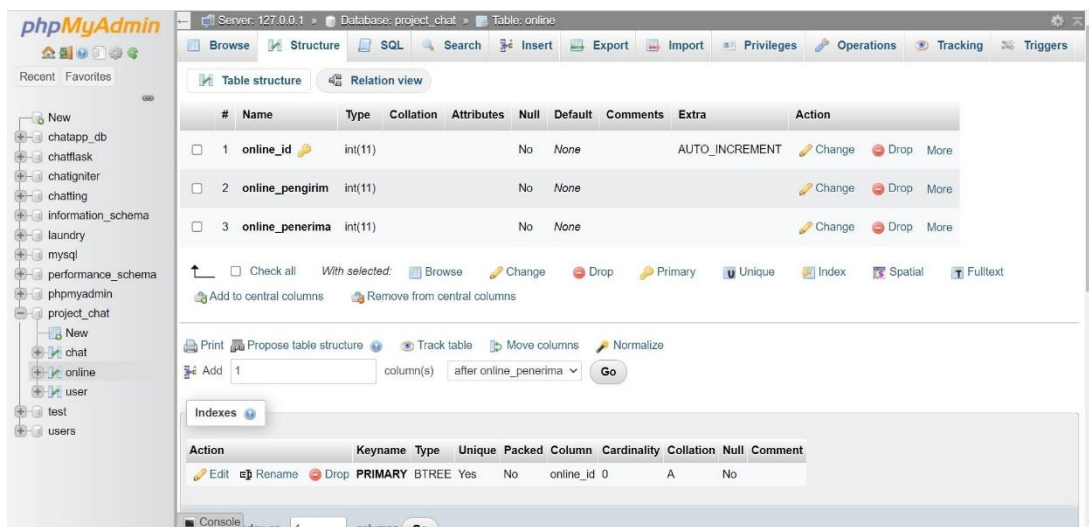 phpMyAdmin
Recent Favorites
New
chatapp_db
chatflask
chatigniter
chatting
information_schema
laundry
mysql
performance_schema
phpmyadmin
project_chat
New
chat
online
user
test
users
Server: 127.0.0.1 » Database: project_chat » Table: online
Browse Structure SQL Search Insert Export Import Privileges Operations Tracking Triggers
Table structure Relation view
# Name Type Collation Attributes Null Default Comments Extra Action
1 online_id int(11) No None AUTO_INCREMENT Change Drop More
2 online_pengirim int(11) No None Change Drop More
3 online_penerima int(11) No None Change Drop More
Check all With selected: Browse Change Drop Primary Unique Index Spatial Fulltext
Add to central columns Remove from central columns
Print Propose table structure Track table Move columns Normalize
Add 1 column(s) after online_penerima Go
Indexes
Action Keyname Type Unique Packed Column Cardinality Collation Null Comment
Edit Rename Drop PRIMARY BTREE Yes No online_id 0 A No
Console